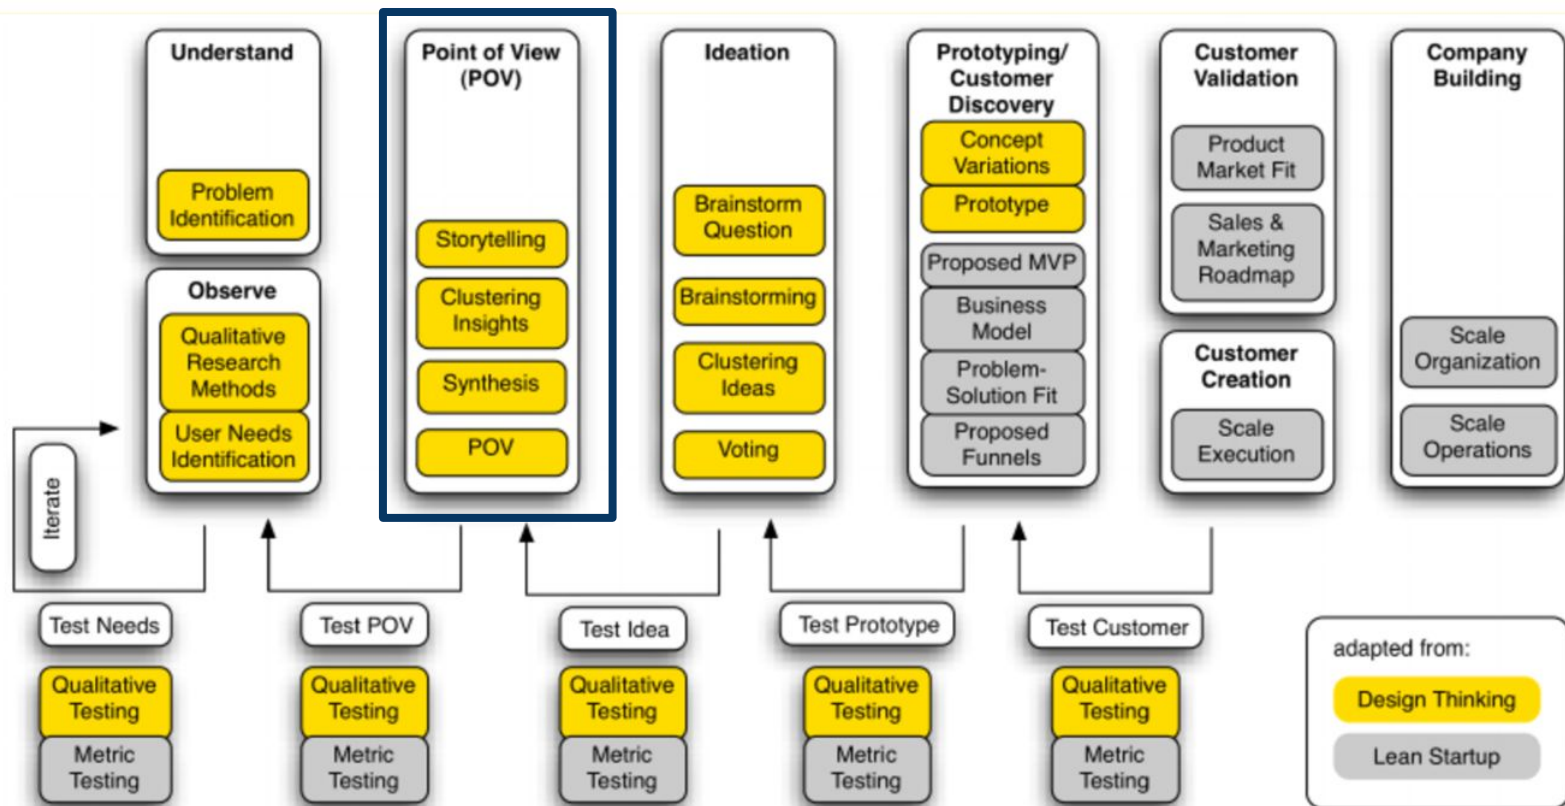 Understand
Problem
Identification
Observe
Qualitative
Research
Methods
User Needs
Identification
Point of View
(POV)
Storytelling
Clustering
Insights
Synthesis
POV
Ideation
Brainstorm
Question
Brainstorming
Clustering
Ideas
Voting
Prototyping/
Customer
Discovery
Concept
Variations
Prototype
Proposed MVP
Business
Model
Problem-
Solution Fit
Proposed
Funnels
Customer
Validation
Product
Market Fit
Sales &
Marketing
Roadmap
Customer
Creation
Scale
Execution
Company
Building
Scale
Organization
Scale
Operations
Iterate
Test Needs
Qualitative
Testing
Metric
Testing
Test POV
Qualitative
Testing
Metric
Testing
Test Idea
Qualitative
Testing
Metric
Testing
Test Prototype
Qualitative
Testing
Metric
Testing
Test Customer
Qualitative
Testing
Metric
Testing
adapted from:
Design Thinking
Lean Startup